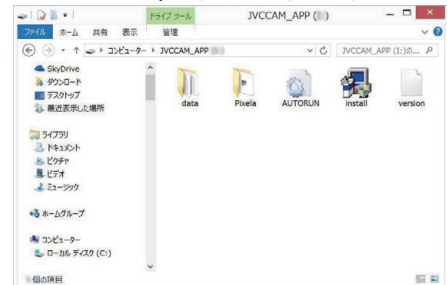 ドライブ ツール
JVCCAM_APP (
ファイル ホーム 共有 表示 管理
コンピューター JVCCAM_APP
JVCCAM_APP (I:)の...
SkyDrive
ダウンロード
デスクトップ
最近表示した場所
ライブラリ
ドキュメント
ピクチャ
ビデオ
ミュージック
ホームグループ
コンピューター
ローカル ディスク (C:)
data Pixela AUTORUN install version
個の項目